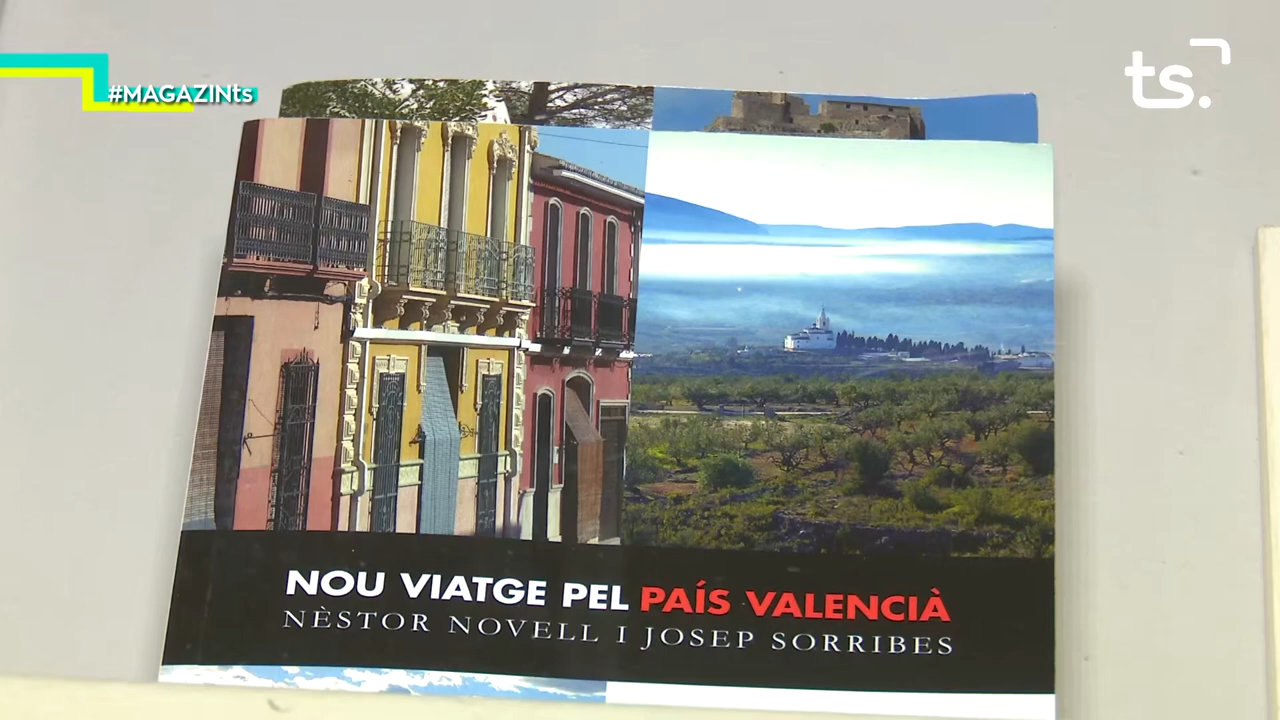 #MAGAZINts
ts.
NOU VIATGE PEL PAÍS VALENCIÀ
NÈSTOR NOVELL I JOSEP SORRIBES